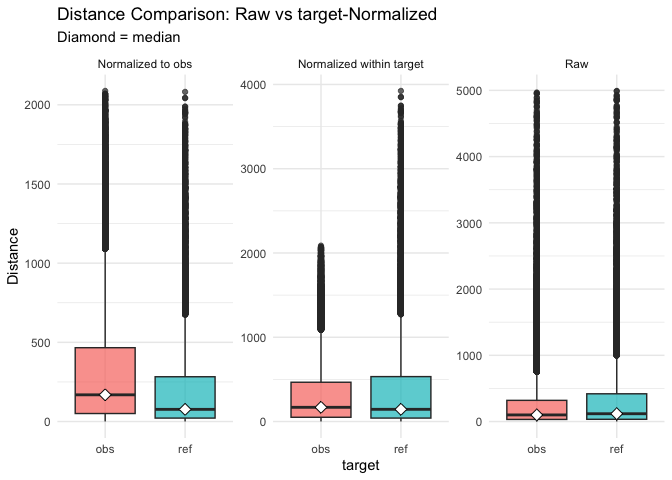 Distance Comparison: Raw vs target-Normalized
Diamond = median
Normalized to obs
Normalized within target
Raw
Distance
2000
1500
1000
500
0
4000
3000
2000
1000
0
5000
4000
3000
2000
1000
0
obs
ref
obs
ref
obs
ref
target